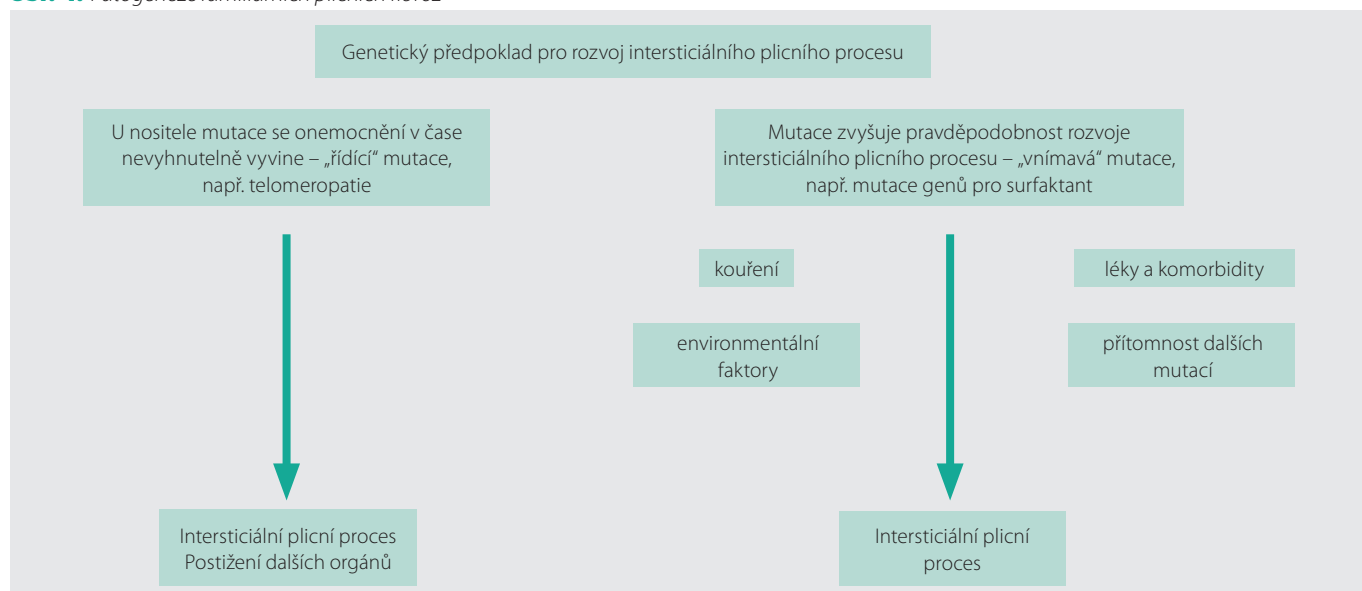 Genetický předpoklad pro rozvoj intersticiálního plicního procesu
U nositele mutace se onemocnění v čase
nevyhnutelně vyvine – „řídící“ mutace,
např. telomeropatie
Mutace zvyšuje pravděpodobnost rozvoje
intersticiálního plicního procesu – „vnímavá“ mutace,
např. mutace genů pro surfaktant
kouření
léky a komorbidity
environmentální
faktory
přítomnost dalších
mutací
Intersticiální plicní proces
Postižení dalších orgánů
Intersticiální plicní
proces